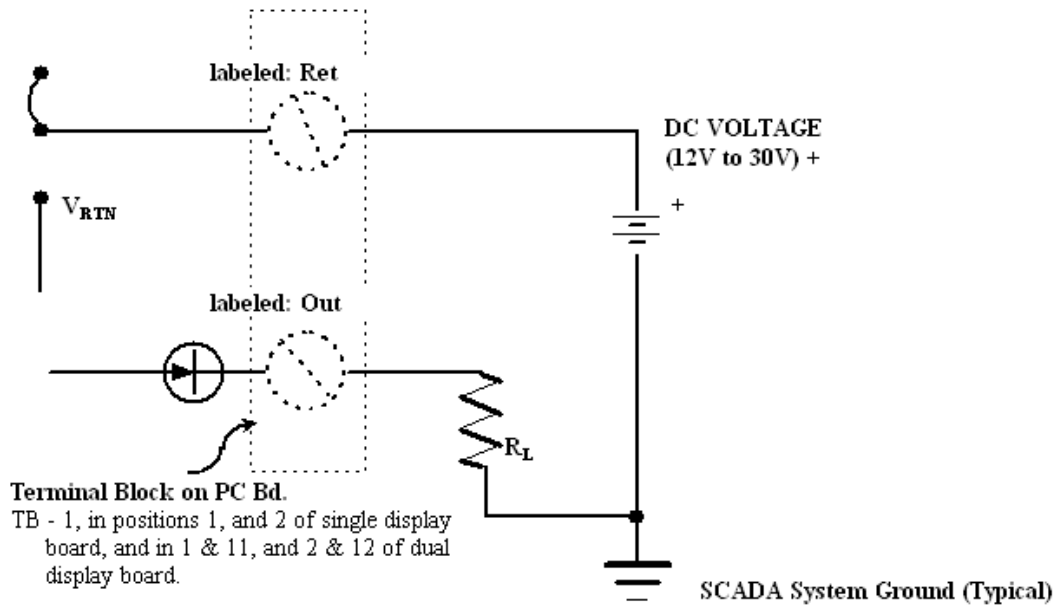 labeled: Ret
DC VOLTAGE
(12V to 30V) +
+
VRTN
labeled: Out
RL
Terminal Block on PC Bd.
TB - 1, in positions 1, and 2 of single display
board, and in 1 & 11, and 2 & 12 of dual
display board.
SCADA System Ground (Typical)